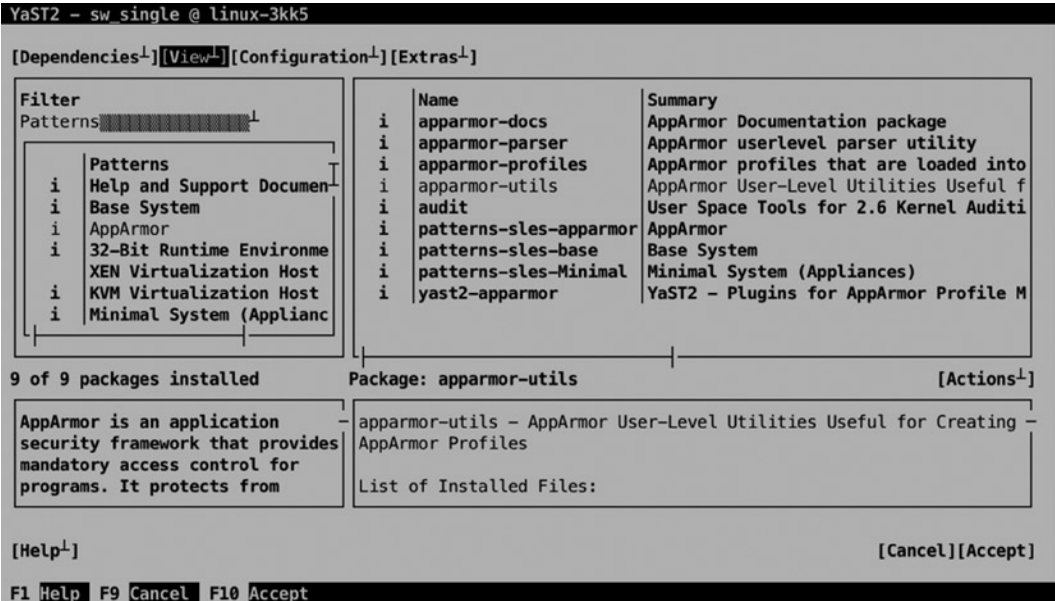 YaST2 - sw_single @ linux-3kk5
[Dependencies┴][View┴][Configuration┴][Extras┴]
Filter
Patterns
Patterns
i Help and Support Documen
i Base System
i AppArmor
i 32-Bit Runtime Environme
XEN Virtualization Host
i KVM Virtualization Host
i Minimal System (Applianc
Name Summary
i apparmor-docs AppArmor Documentation package
i apparmor-parser AppArmor userlevel parser utility
i apparmor-profiles AppArmor profiles that are loaded into
i apparmor-utils AppArmor User-Level Utilities Useful f
i audit User Space Tools for 2.6 Kernel Auditi
i patterns-sles-apparmor AppArmor
i patterns-sles-base Base System
i patterns-sles-Minimal Minimal System (Appliances)
i yast2-apparmor YaST2 - Plugins for AppArmor Profile M
9 of 9 packages installed
Package: apparmor-utils [Actions┴]
AppArmor is an application
security framework that provides
mandatory access control for
programs. It protects from
apparmor-utils - AppArmor User-Level Utilities Useful for Creating
AppArmor Profiles
List of Installed Files:
[Help┴] [Cancel][Accept]
F1 Help F9 Cancel F10 Accept